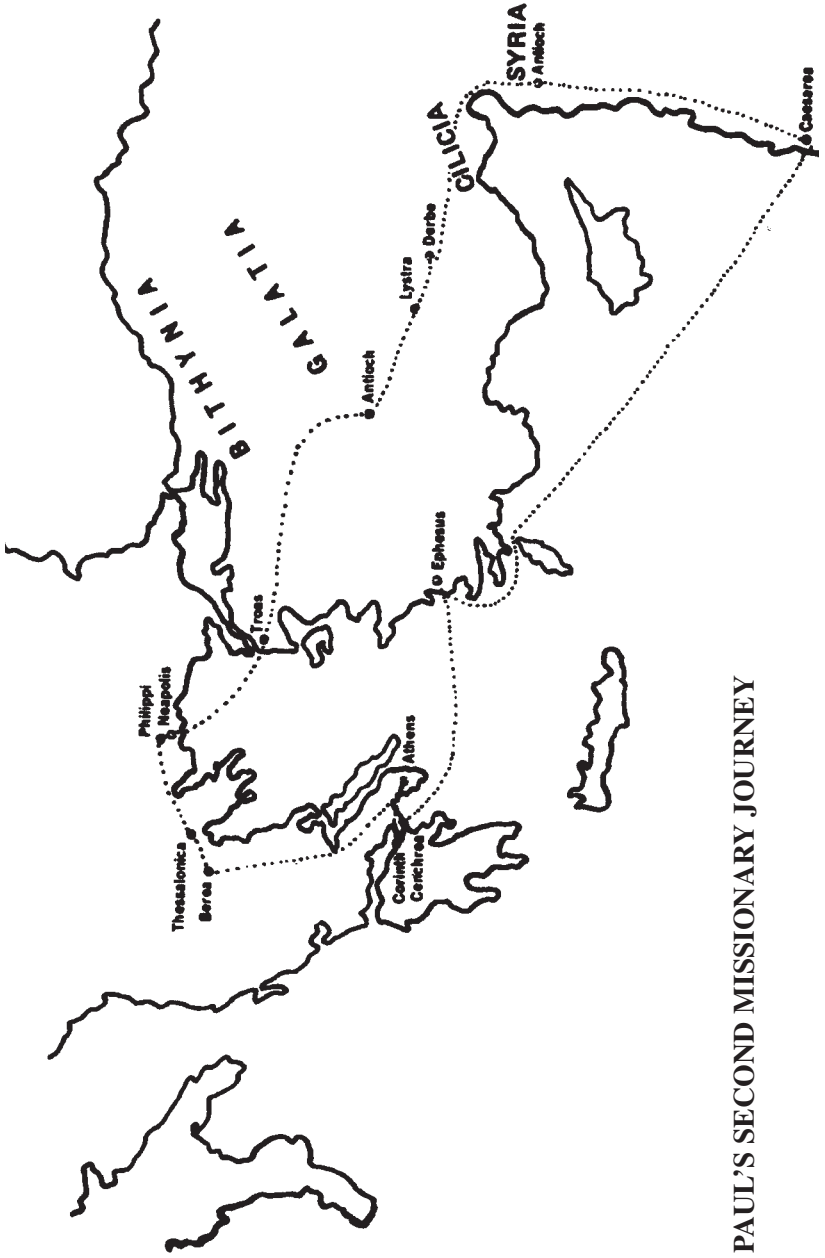 BITHYNIA
GALATIA
CILICIA
SYRIA
Antioch
Caesarea
Derbe
Lystra
Antioch
Ephesus
Troas
Philippi
Neapolis
Thessalonica
Berea
Athens
Corinth
Cenchrea
PAUL'S SECOND MISSIONARY JOURNEY